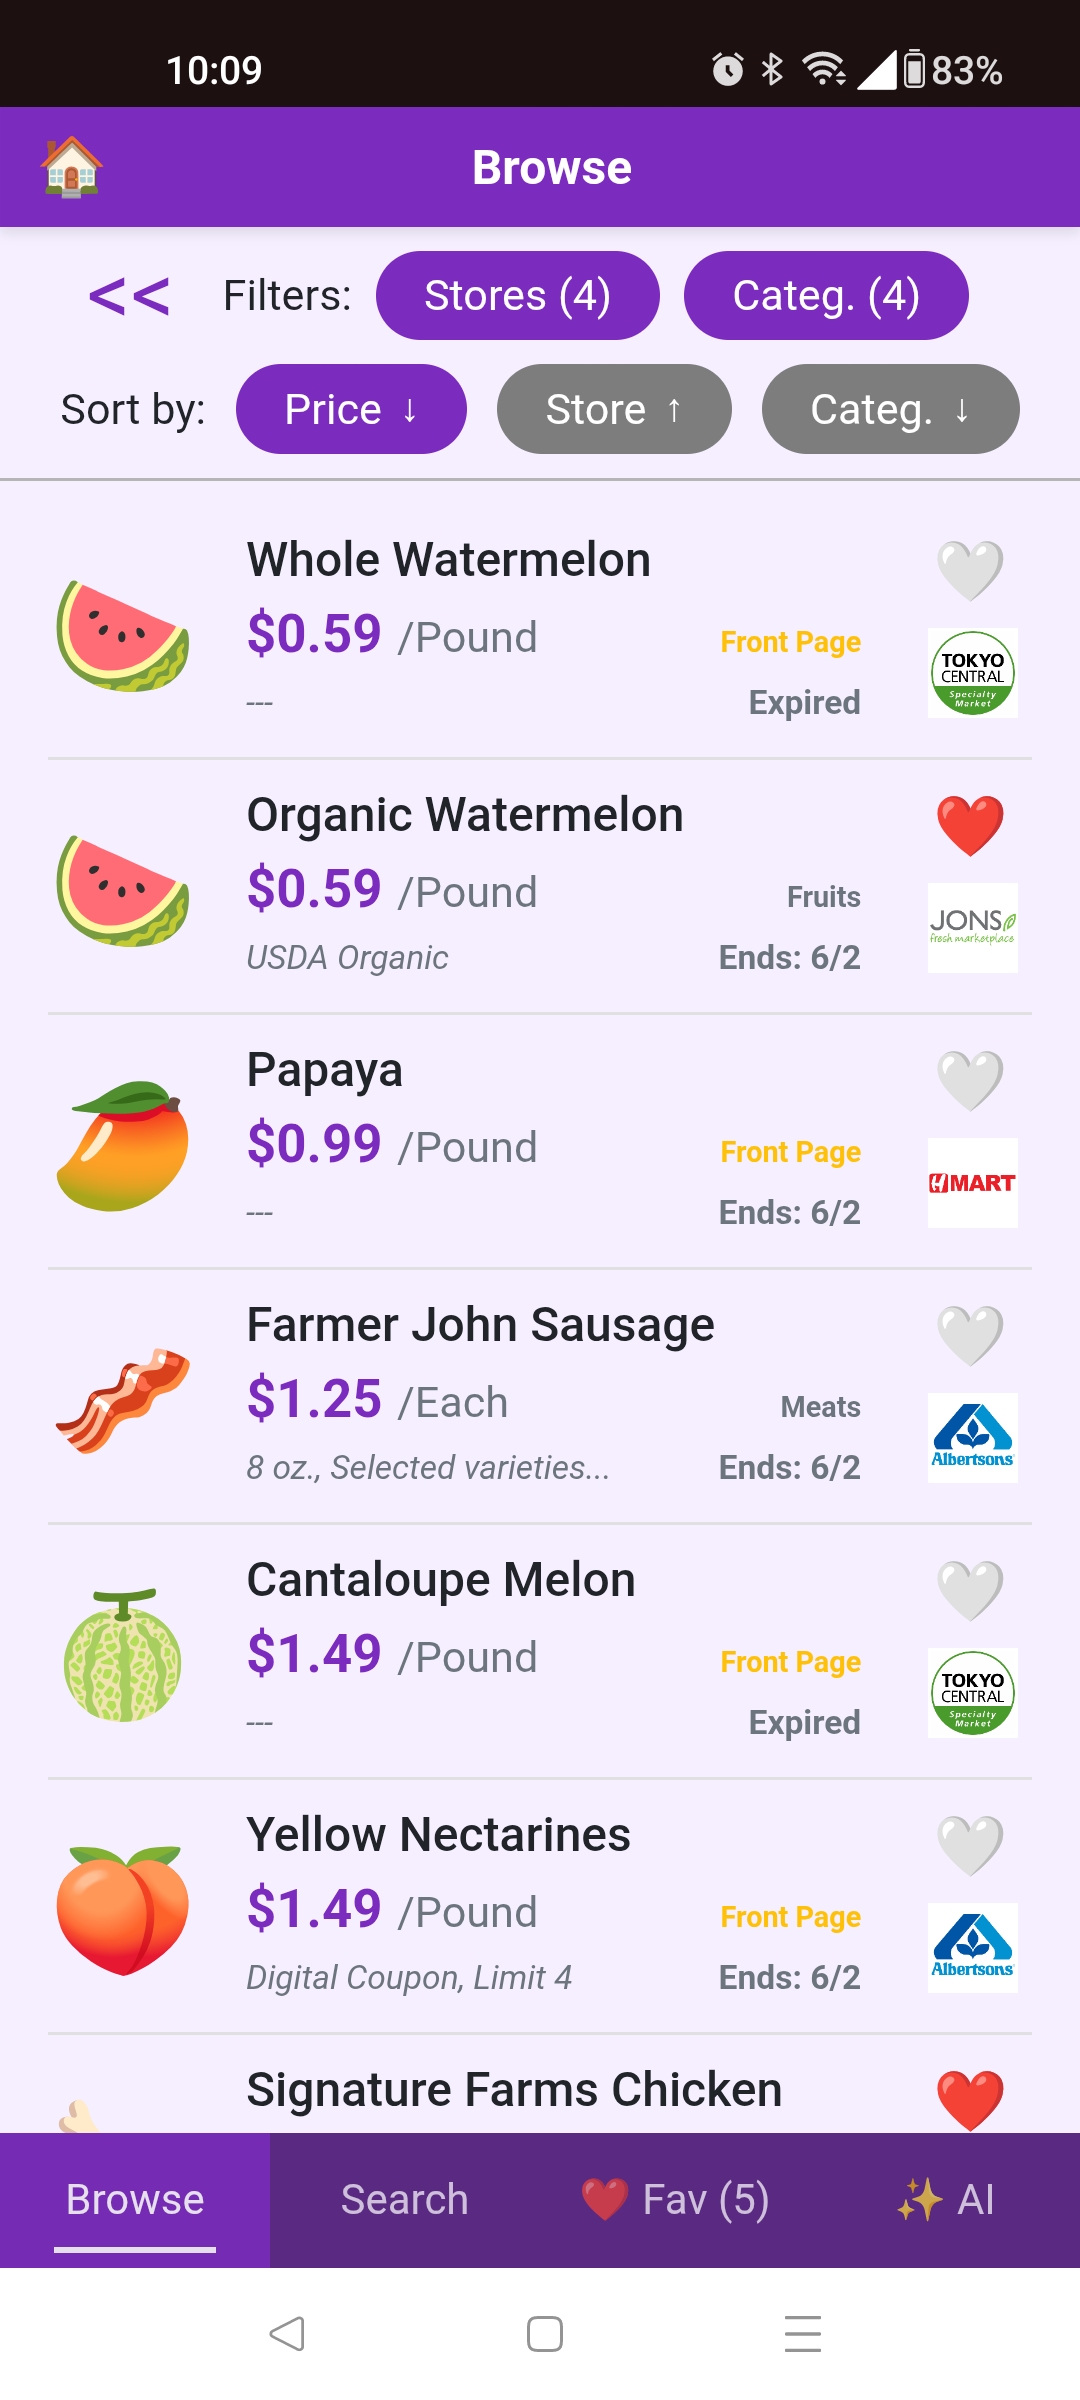 10:09
83%
Browse
<< Filters: Stores (4) Categ. (4)
Sort by: Price ↓ Store ↑ Categ. ↓
Whole Watermelon
$0.59 /Pound
Front Page
---
Expired
TOKYO
CENTRAL
Specialty
Market
Organic Watermelon
$0.59 /Pound
Fruits
USDA Organic
Ends: 6/2
JONS
fresh marketplace
Papaya
$0.99 /Pound
Front Page
---
Ends: 6/2
H MART
Farmer John Sausage
$1.25 /Each
Meats
8 oz., Selected varieties...
Ends: 6/2
Albertsons
Cantaloupe Melon
$1.49 /Pound
Front Page
---
Expired
TOKYO
CENTRAL
Specialty
Market
Yellow Nectarines
$1.49 /Pound
Front Page
Digital Coupon, Limit 4
Ends: 6/2
Albertsons
Signature Farms Chicken
Browse
Search
Fav (5)
AI